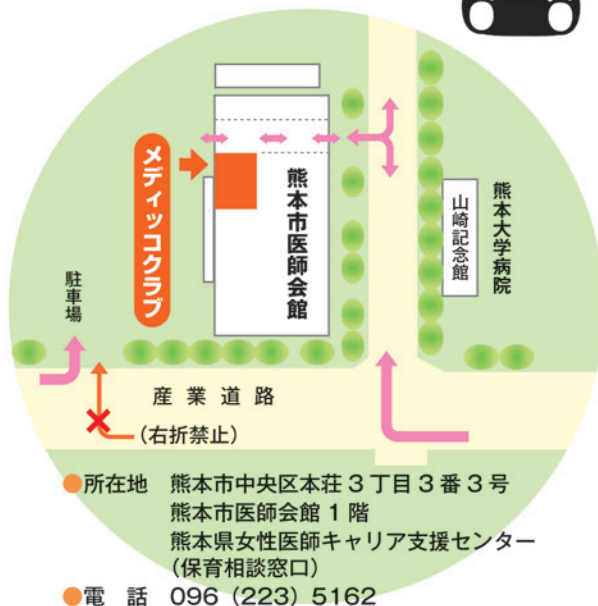 メディッコクラブ
熊本市医師会館
山崎記念館
熊本大学病院
駐車場
産業道路
(右折禁止)
●所在地 熊本市中央区本荘3丁目3番3号
熊本市医師会館1階
熊本県女性医師キャリア支援センター
(保育相談窓口)
●電 話 096(223)5162